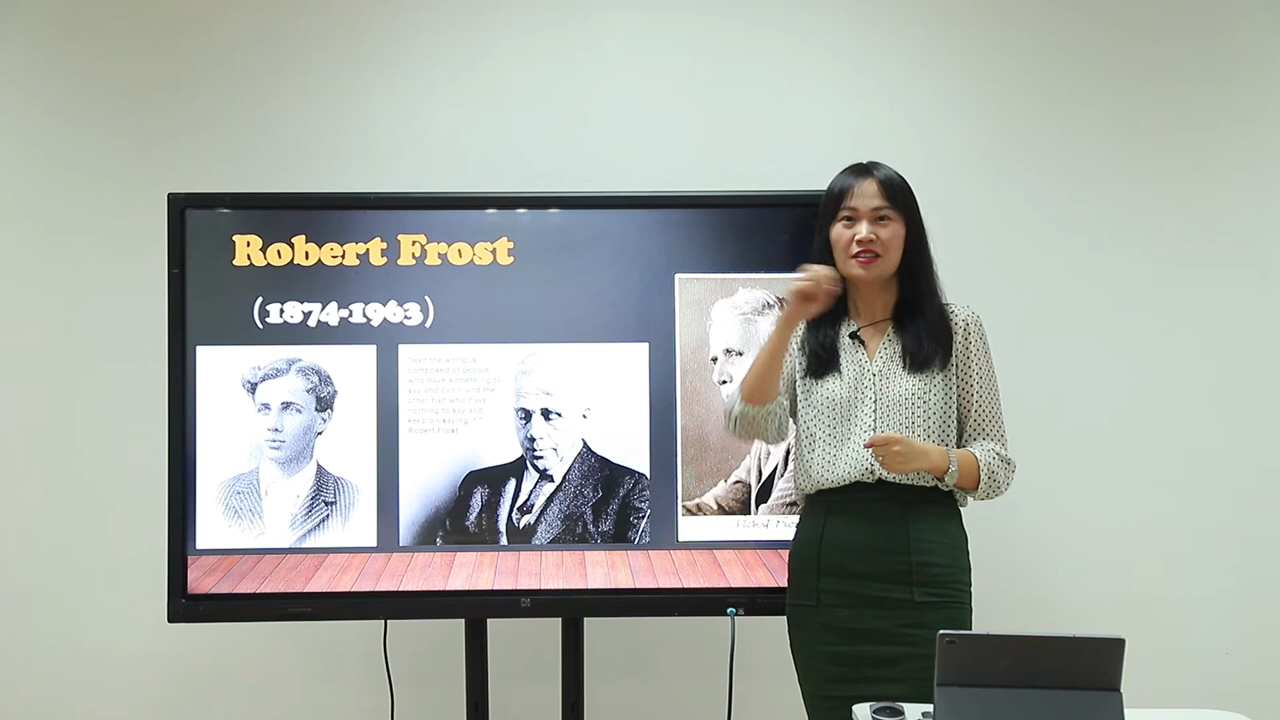 Robert Frost
(1874-1963)
"Half the world is
composed of people
who have something to
say and can't, and the
other half who have
nothing to say and
keep on saying it."
Robert Frost